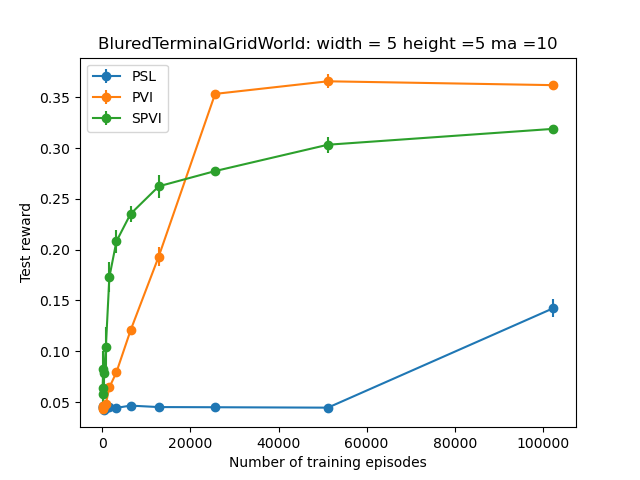 BluredTerminalGridWorld: width = 5 height =5 ma =10
PSL
PVI
SPVI
Test reward
0.35
0.30
0.25
0.20
0.15
0.10
0.05
0
20000
40000
60000
80000
100000
Number of training episodes